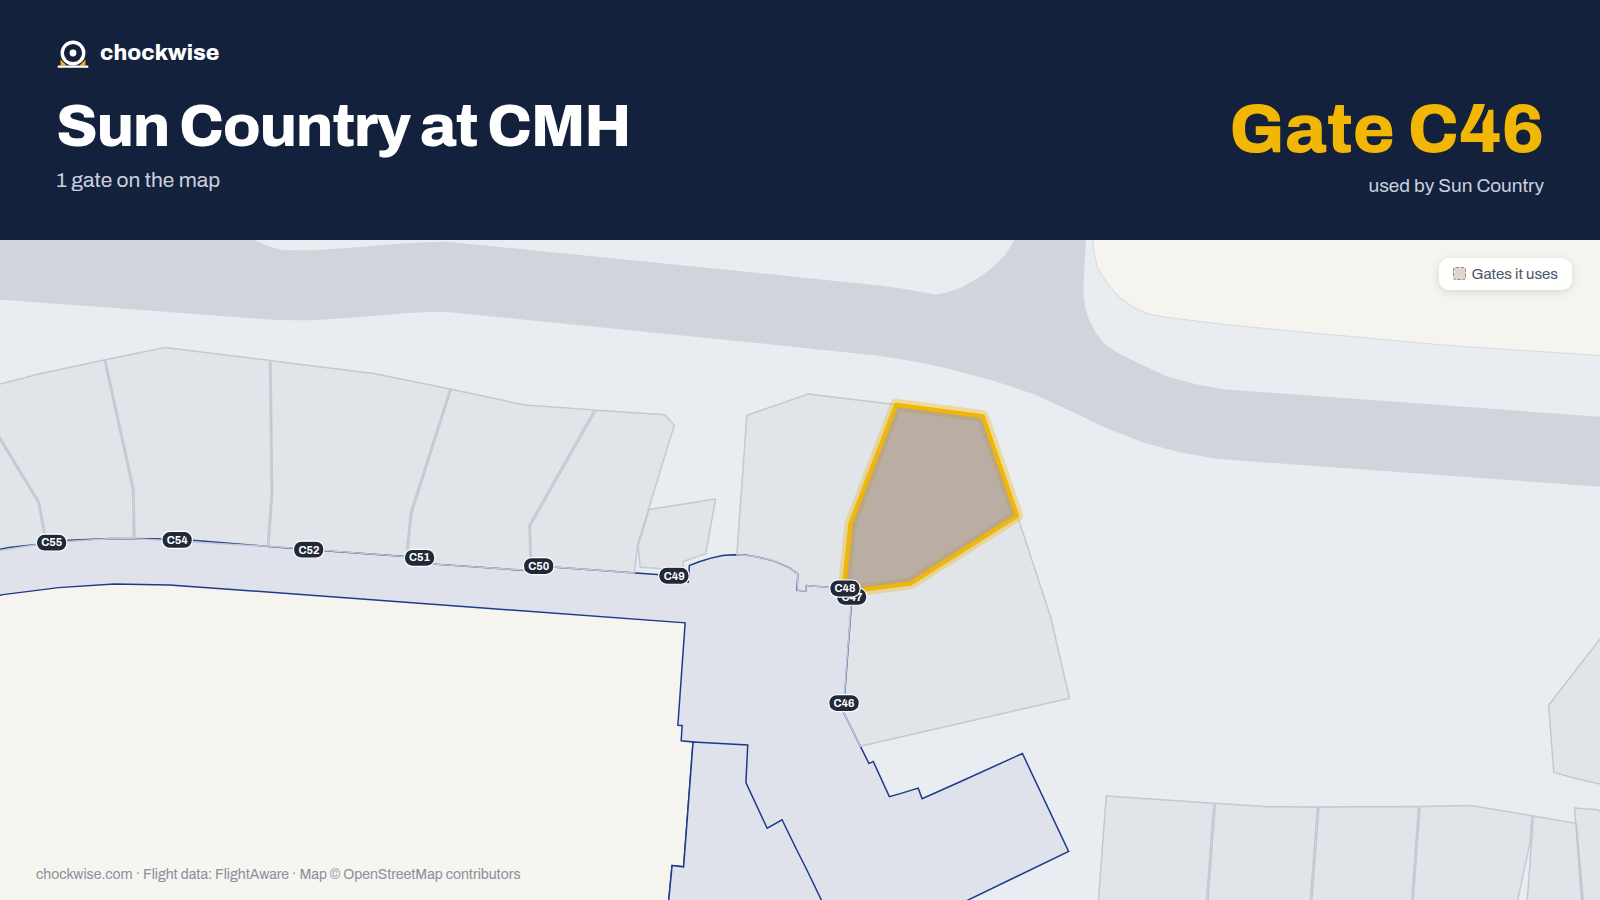 chockwise
Sun Country at CMH
1 gate on the map
Gate C46
used by Sun Country
Gates it uses
C55
C54
C52
C51
C50
C49
C48
C47
C46
chockwise.com · Flight data: FlightAware · Map © OpenStreetMap contributors